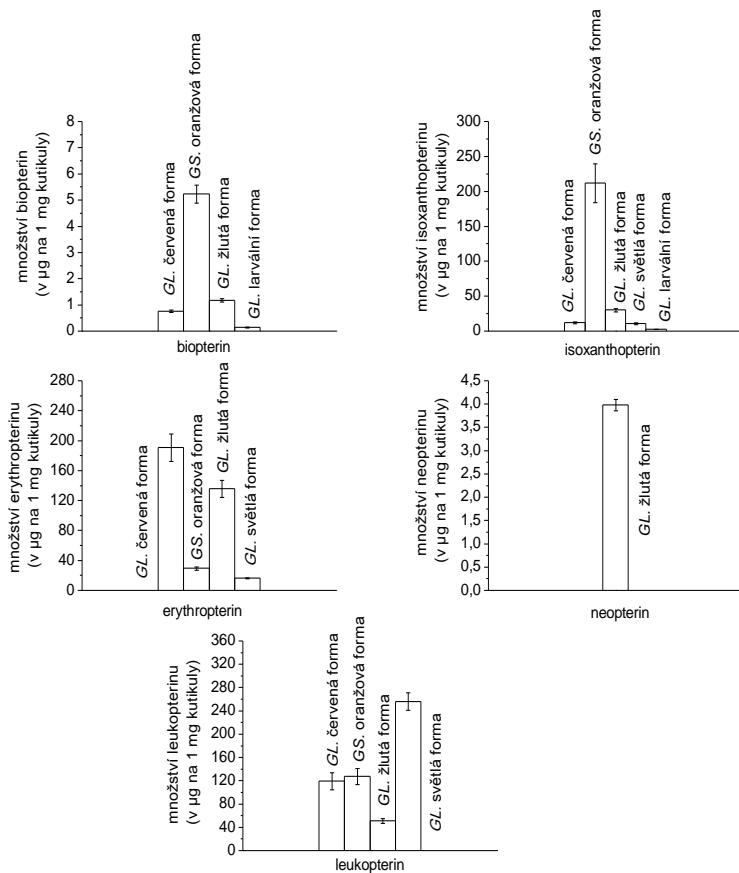 množství biopterin
(v µg na 1 mg kutikuly)
8
7
6
5
4
3
2
1
0
GL. červená forma
GS. oranžová forma
GL. žlutá forma
GL. larvální forma
biopterin
množství isoxanthopterinu
(v µg na 1 mg kutikuly)
300
250
200
150
100
50
0
GL. červená forma
GS. oranžová forma
GL. žlutá forma
GL. světlá forma
GL. larvální forma
isoxanthopterin
množství erythropterinu
(v µg na 1 mg kutikuly)
280
240
200
160
120
80
40
0
GL. červená forma
GS. oranžová forma
GL. žlutá forma
GL. světlá forma
erythropterin
množství neopterinu
(v µg na 1 mg kutikuly)
4,5
4,0
3,5
3,0
2,5
2,0
1,5
1,0
0,5
0,0
GL. žlutá forma
neopterin
množství leukopterinu
(v µg na 1 mg kutikuly)
360
320
280
240
200
160
120
80
40
0
GL. červená forma
GS. oranžová forma
GL. žlutá forma
GL. světlá forma
leukopterin